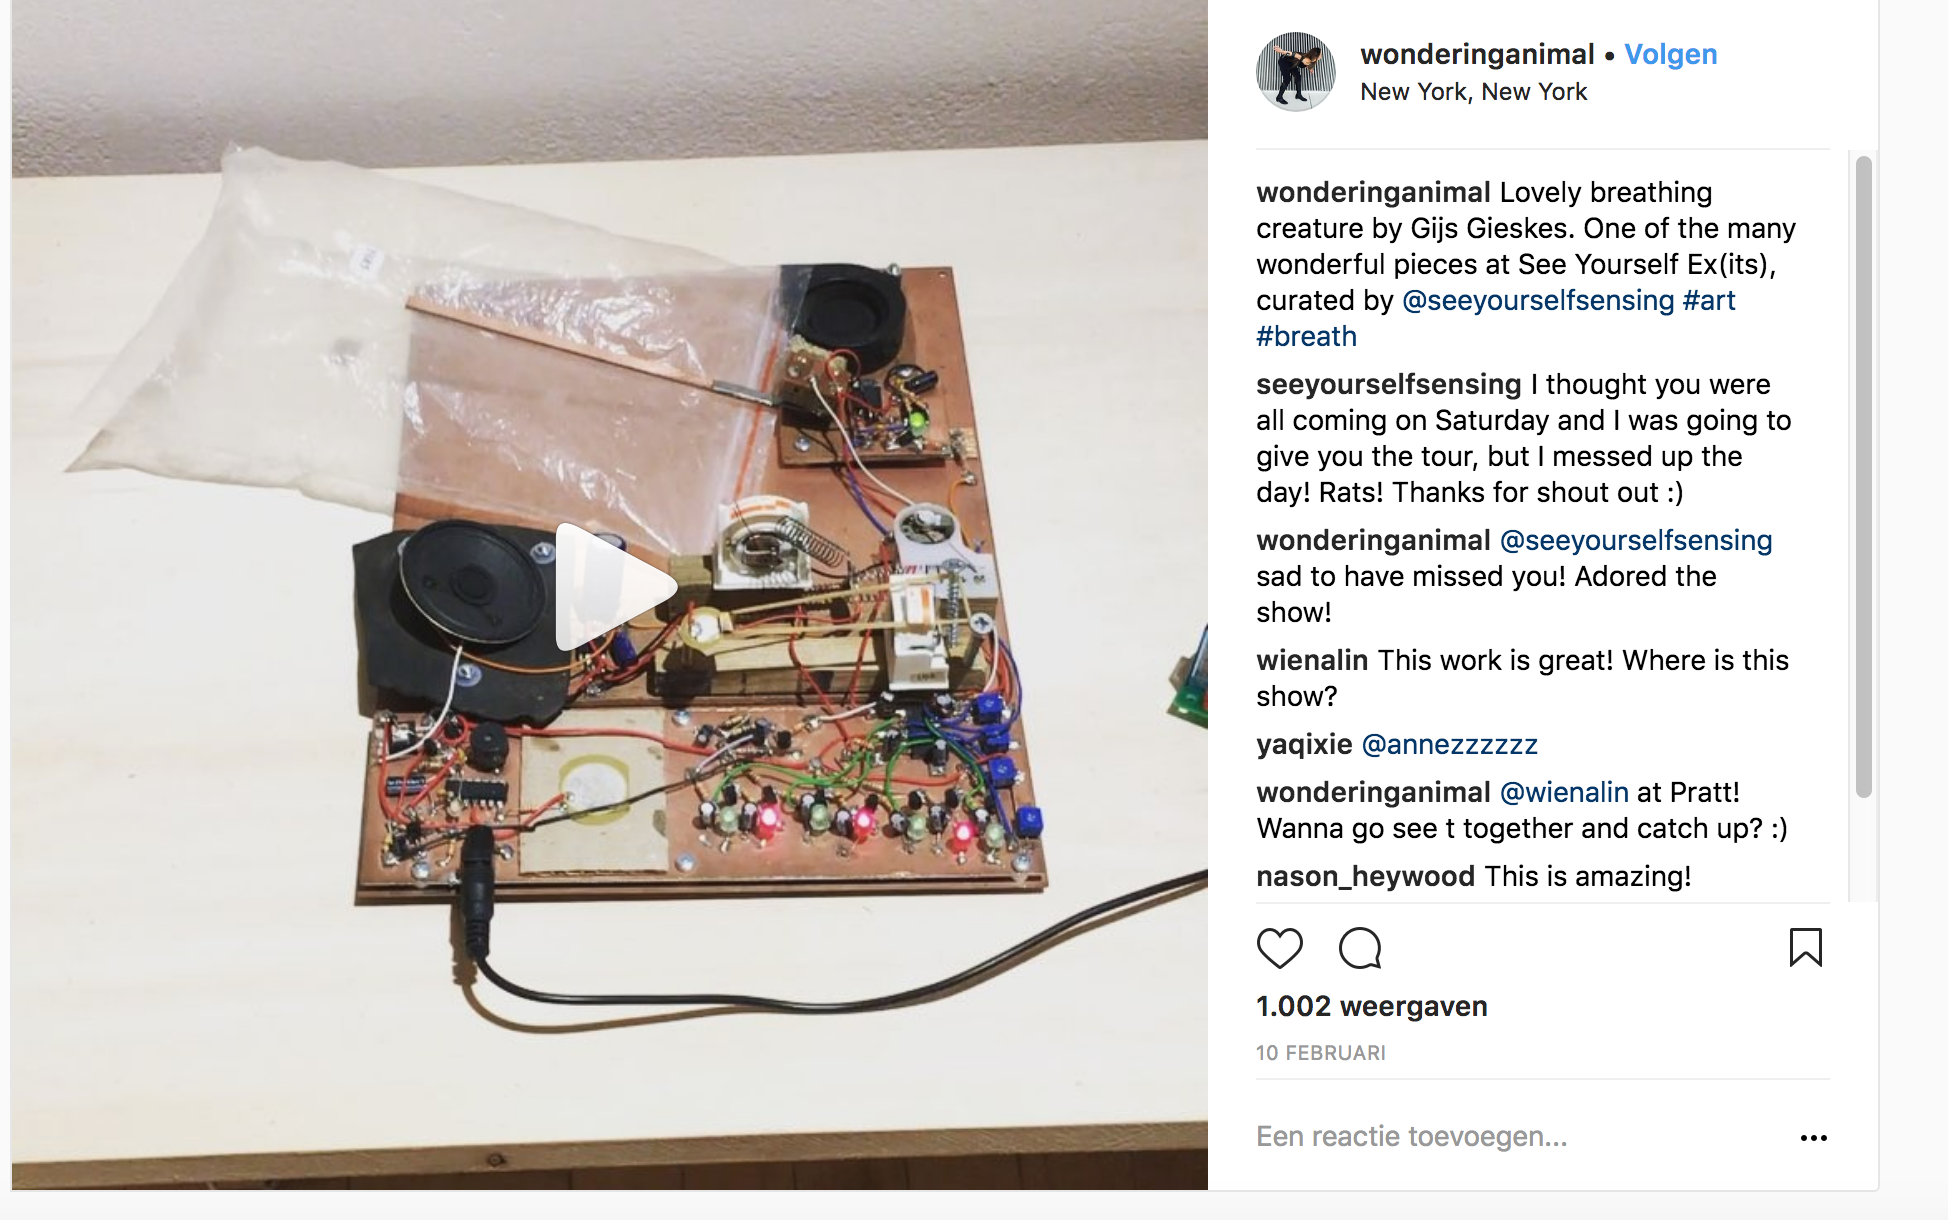 wonderinganimal • Volgen
New York, New York
wonderinganimal Lovely breathing
creature by Gijs Gieskes. One of the many
wonderful pieces at See Yourself Ex(its),
curated by @seeyourselfsensing #art
#breath
seeyourselfsensing I thought you were
all coming on Saturday and I was going to
give you the tour, but I messed up the
day! Rats! Thanks for shout out :)
wonderinganimal @seeyourselfsensing
sad to have missed you! Adored the
show!
wienalin This work is great! Where is this
show?
yaqixie @annezzzzzz
wonderinganimal @wienalin at Pratt!
Wanna go see t together and catch up? :)
nason_heywood This is amazing!
1.002 weergaven
10 FEBRUARI
Een reactie toevoegen...